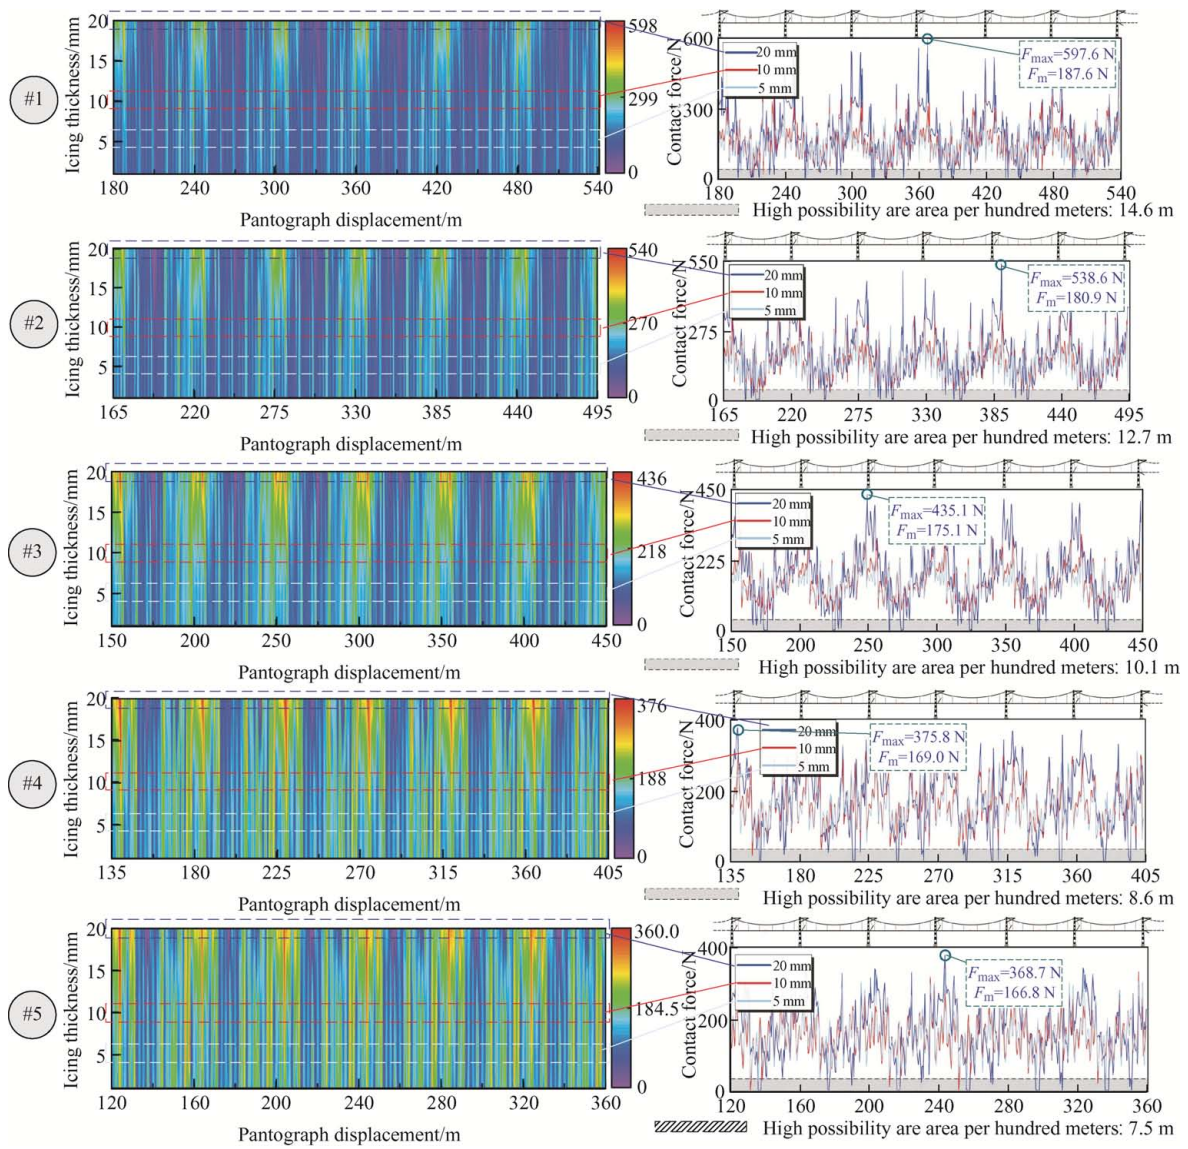 #1
Icing thickness/mm
20
15
10
5
180 240 300 360 420 480 540
Pantograph displacement/m
598
299
0
Contact force/N
600
300
0
20 mm
10 mm
5 mm
Fmax=597.6 N
Fm=187.6 N
180 240 300 360 420 480 540
High possibility are area per hundred meters: 14.6 m
#2
Icing thickness/mm
20
15
10
5
165 220 275 330 385 440 495
Pantograph displacement/m
540
270
0
Contact force/N
550
275
0
20 mm
10 mm
5 mm
Fmax=538.6 N
Fm=180.9 N
165 220 275 330 385 440 495
High possibility are area per hundred meters: 12.7 m
#3
Icing thickness/mm
20
15
10
5
150 200 250 300 350 400 450
Pantograph displacement/m
436
218
0
Contact force/N
450
225
0
20 mm
10 mm
5 mm
Fmax=435.1 N
Fm=175.1 N
150 200 250 300 350 400 450
High possibility are area per hundred meters: 10.1 m
#4
Icing thickness/mm
20
15
10
5
135 180 225 270 315 360 405
Pantograph displacement/m
376
188
0
Contact force/N
400
200
0
20 mm
10 mm
5 mm
Fmax=375.8 N
Fm=169.0 N
135 180 225 270 315 360 405
High possibility are area per hundred meters: 8.6 m
#5
Icing thickness/mm
20
15
10
5
120 160 200 240 280 320 360
Pantograph displacement/m
360.0
184.5
0
Contact force/N
400
200
0
20 mm
10 mm
5 mm
Fmax=368.7 N
Fm=166.8 N
120 160 200 240 280 320 360
High possibility are area per hundred meters: 7.5 m